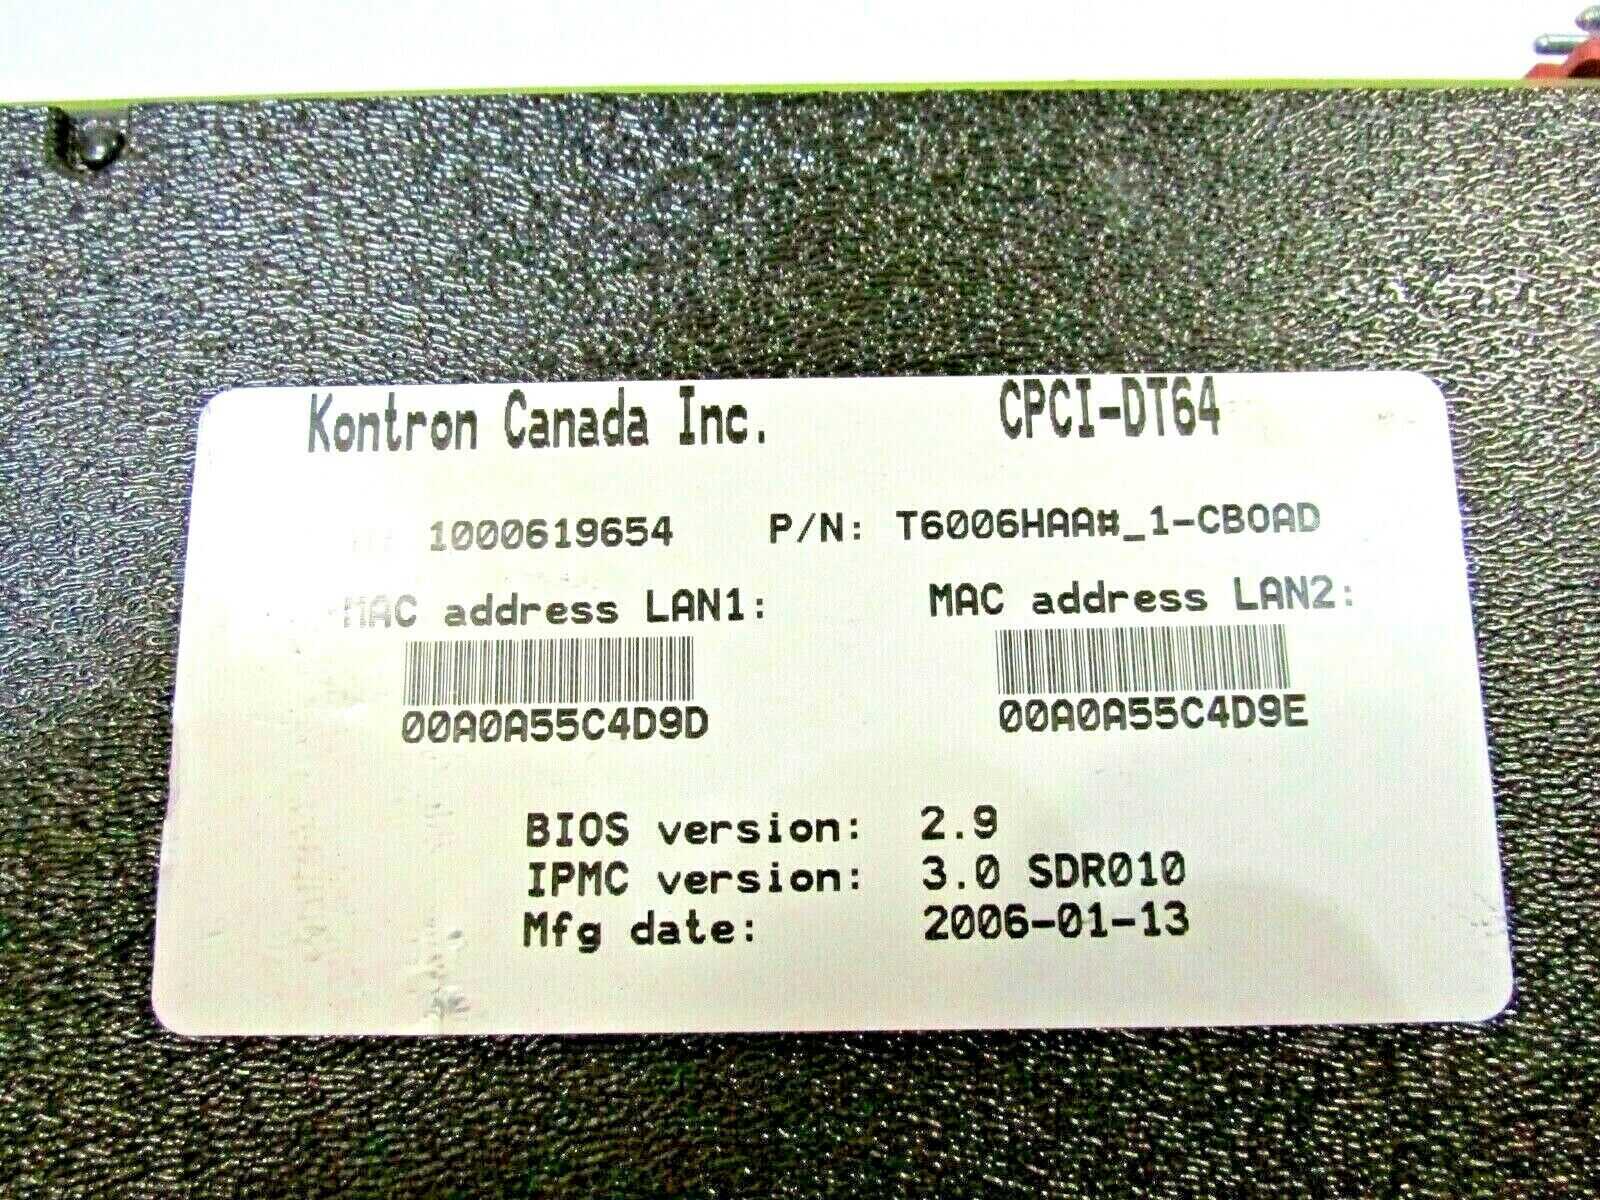 Kontron Canada Inc. CPCI-DT64
1000619654 P/N: T6006HAA#_1-CBOAD
MAC address LAN1: MAC address LAN2:
00A0A55C4D9D 00A0A55C4D9E
BIOS version: 2.9
IPMC version: 3.0 SDR010
Mfg date: 2006-01-13